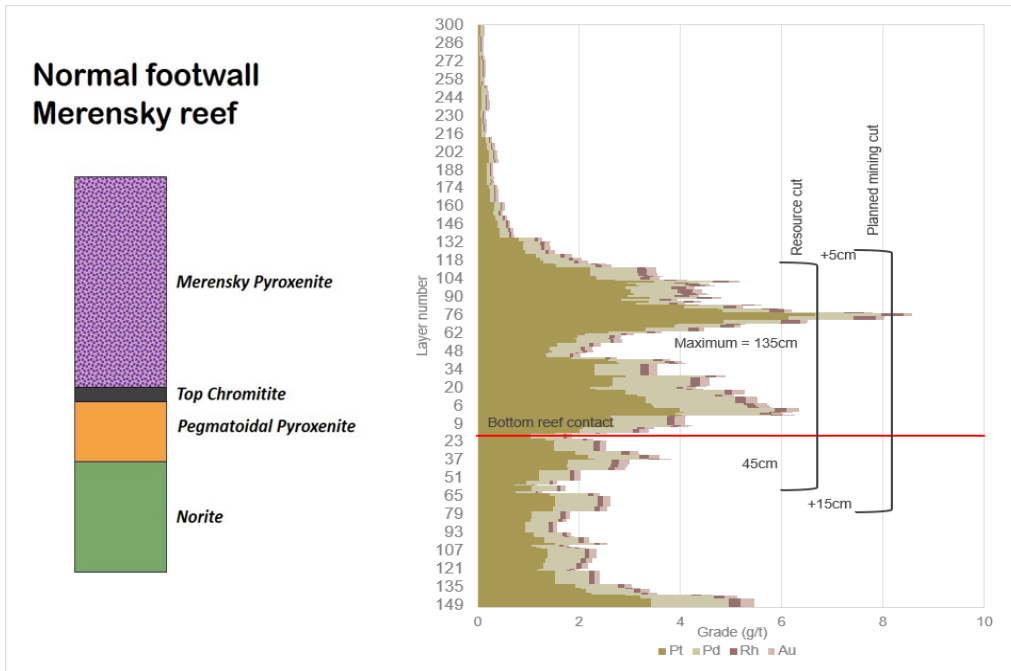 Normal footwall
Merensky reef
Merensky Pyroxenite
Top Chromitite
Pegmatoidal Pyroxenite
Norite
Layer number
300
286
272
258
244
230
216
202
188
174
160
146
132
118
104
90
76
62
48
34
20
6
9
23
37
51
65
79
93
107
121
135
149
Resource cut
Planned mining cut
+5cm
Maximum = 135cm
Bottom reef contact
45cm
+15cm
0
2
4
6
8
10
Grade (g/t)
Pt Pd Rh Au